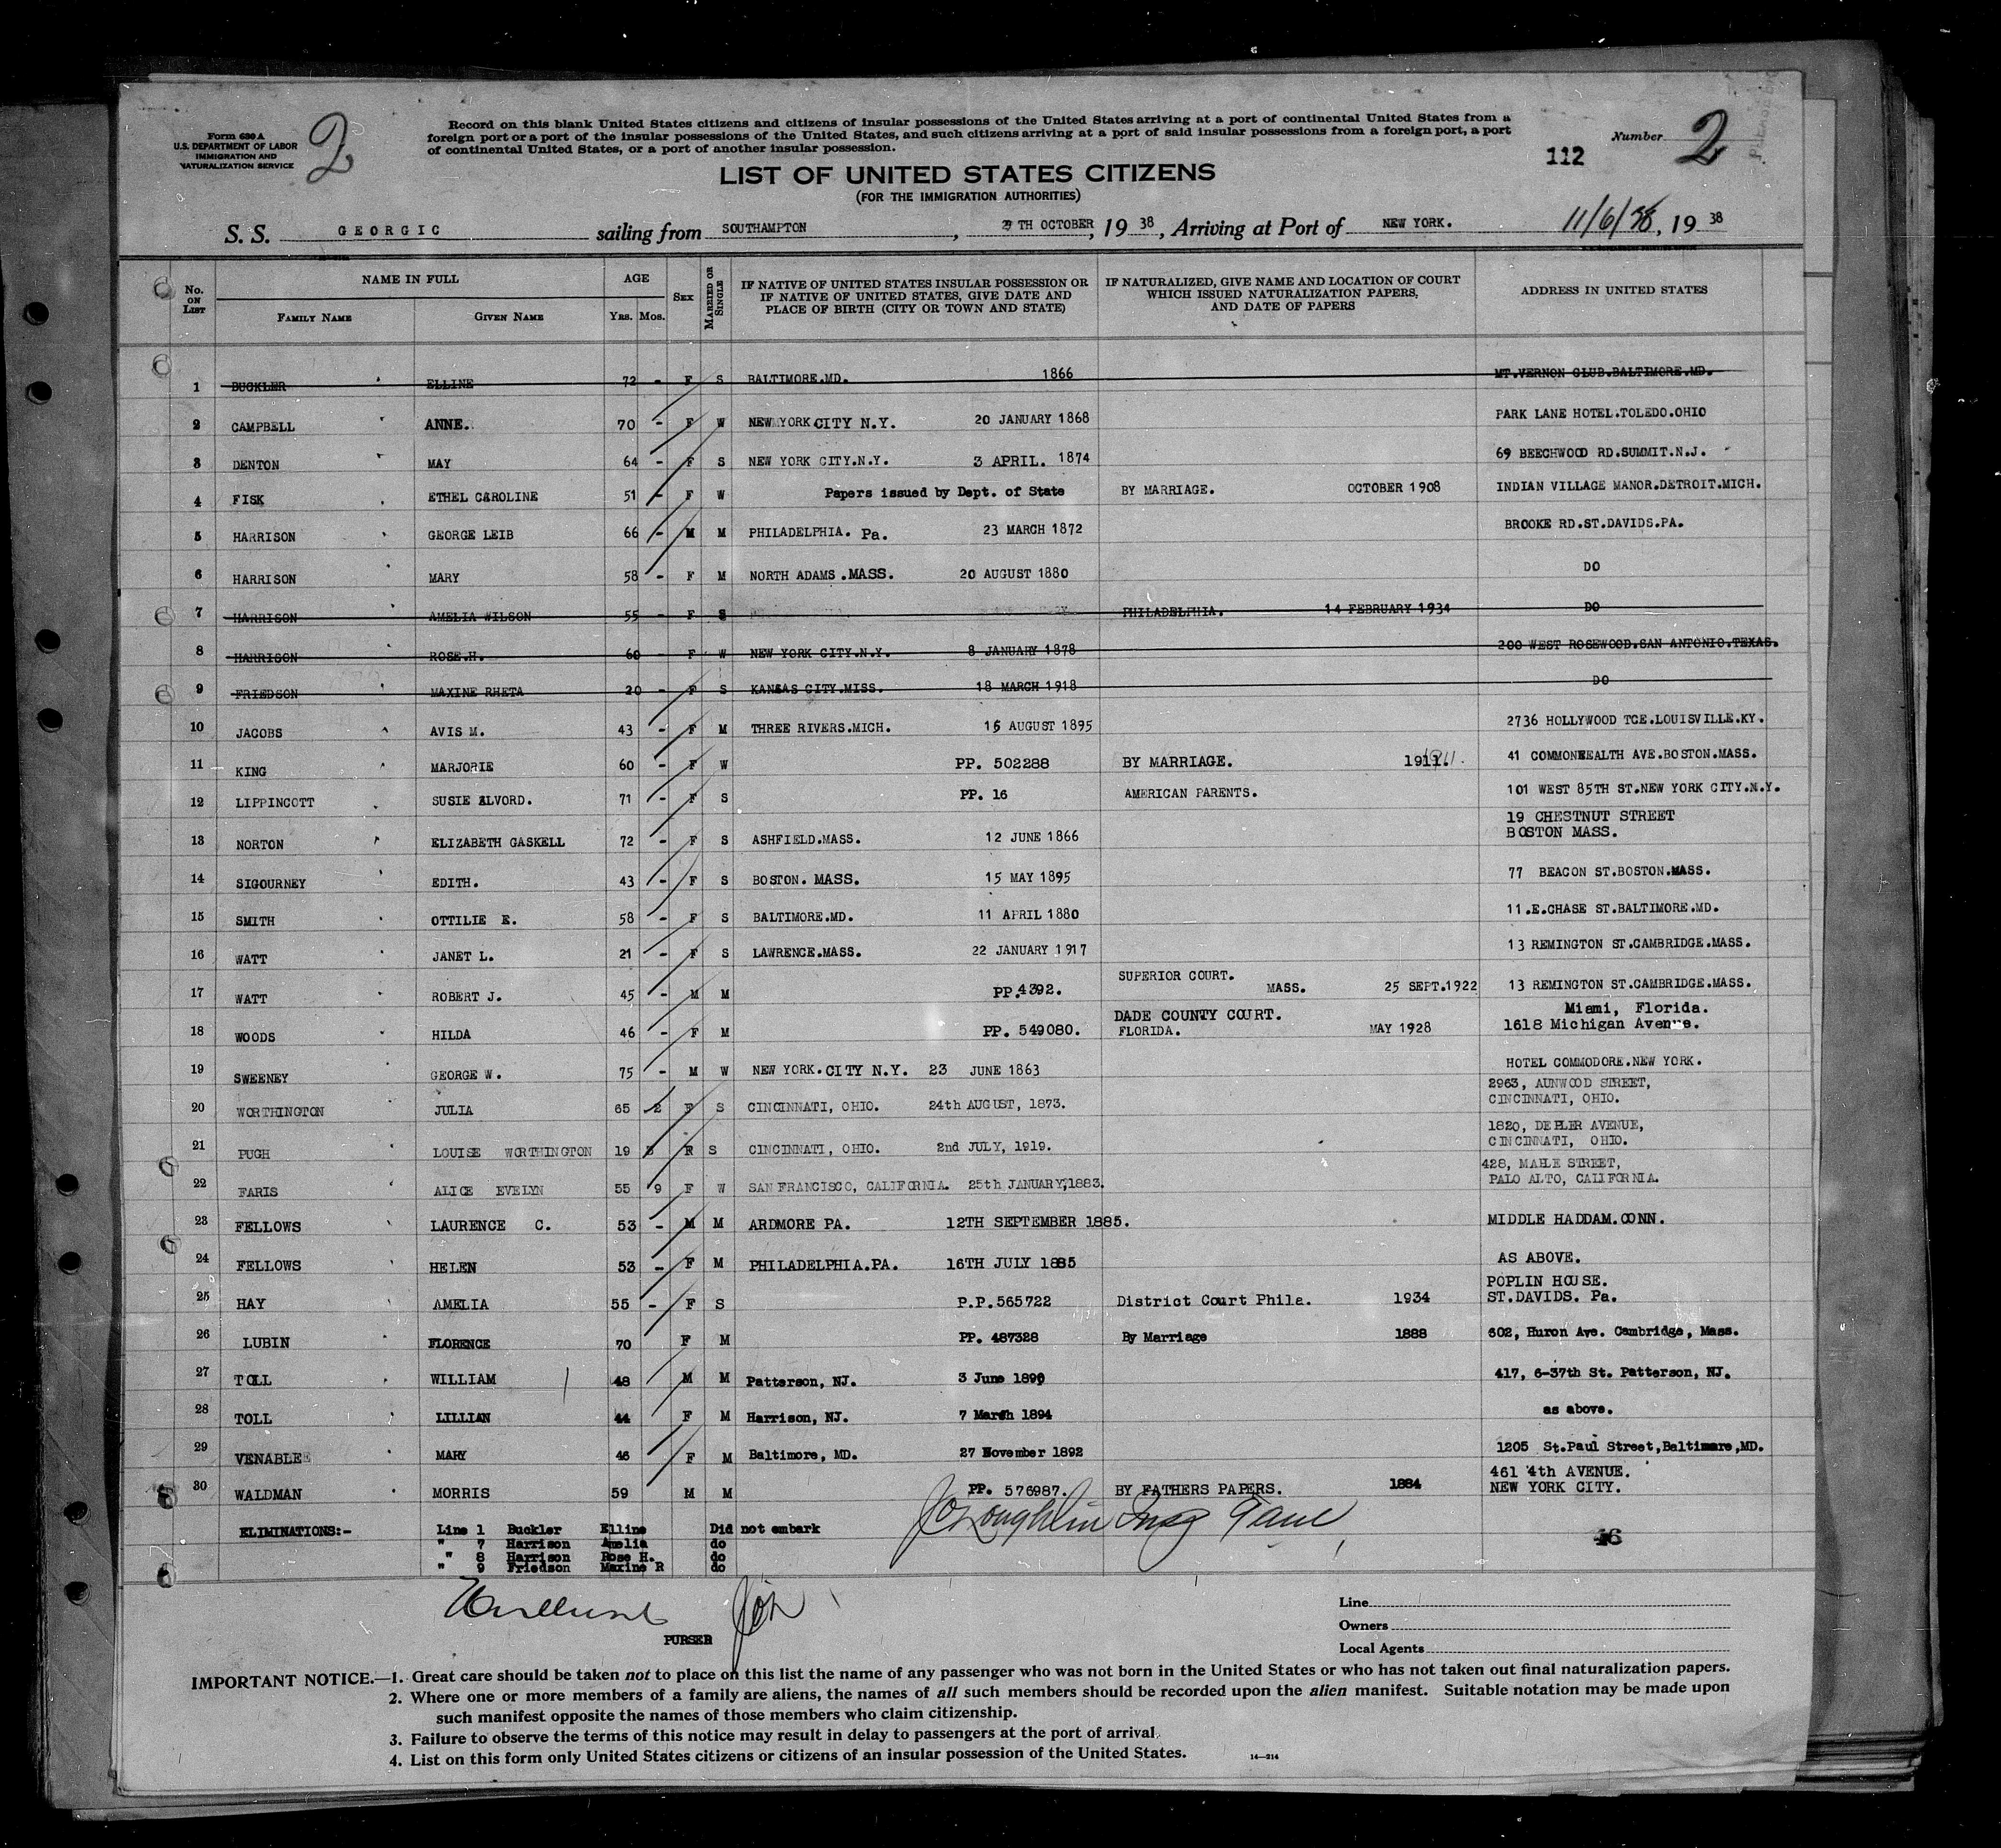 Form 630 A
U.S. DEPARTMENT OF LABOR
IMMIGRATION AND
NATURALIZATION SERVICE
2
Record on this blank United States citizens and citizens of insular possessions of the United States arriving at a port of continental United States from a
foreign port or a port of the insular possessions of the United States, and such citizens arriving at a port of said insular possessions from a foreign port, a port
of continental United States, or a port of another insular possession.
112
Number 2
LIST OF UNITED STATES CITIZENS
(FOR THE IMMIGRATION AUTHORITIES)
S. S. GEORGIC sailing from SOUTHAMPTON, TH OCTOBER, 19 38, Arriving at Port of NEW YORK. 11/6/38, 19 38
No. ON LIST
NAME IN FULL
FAMILY NAME GIVEN NAME
AGE
YRS. MOS.
SEX
MARRIED OR SINGLE
IF NATIVE OF UNITED STATES INSULAR POSSESSION OR
IF NATIVE OF UNITED STATES, GIVE DATE AND
PLACE OF BIRTH (CITY OR TOWN AND STATE)
IF NATURALIZED, GIVE NAME AND LOCATION OF COURT
WHICH ISSUED NATURALIZATION PAPERS,
AND DATE OF PAPERS
ADDRESS IN UNITED STATES
1 BUCKLER ELLINE 72 - F S BALTIMORE.MD. 1866 MT.VERNON CLUB.BALTIMORE.MD.
2 CAMPBELL ANNE. 70 - F W NEW YORK CITY N.Y. 20 JANUARY 1868 PARK LANE HOTEL.TOLEDO.OHIO
3 DENTON MAY 64 - F S NEW YORK CITY.N.Y. 3 APRIL. 1874 69 BEECHWOOD RD.SUMMIT.N.J.
4 FISK ETHEL CAROLINE 51 - F W Papers issued by Dept. of State BY MARRIAGE. OCTOBER 1908 INDIAN VILLAGE MANOR.DETROIT.MICH.
5 HARRISON GEORGE LEIB 66 - M M PHILADELPHIA. Pa. 23 MARCH 1872 BROOKE RD.ST.DAVIDS.PA.
6 HARRISON MARY 58 - F M NORTH ADAMS .MASS. 20 AUGUST 1880 DO
7 HARRISON AMELIA WILSON 55 - F S PHILADELPHIA. 14 FEBRUARY 1934 DO
8 HARRISON ROSE.H. 60 - F W NEW YORK CITY.N.Y. 8 JANUARY 1878 200 WEST ROSEWOOD.SAN ANTONIO.TEXAS.
9 FRIEDSON MAXINE RHETA 20 - F S KANSAS CITY.MISS. 18 MARCH 1918 DO
10 JACOBS AVIS M. 43 - F M THREE RIVERS.MICH. 15 AUGUST 1895 2736 HOLLYWOOD TCE.LOUISVILLE.KY.
11 KING MARJORIE 60 - F W PP. 502288 BY MARRIAGE. 1911. 41 COMMONWEALTH AVE.BOSTON.MASS.
12 LIPPINCOTT SUSIE ALVORD. 71 - F S PP. 16 AMERICAN PARENTS. 101 WEST 85TH ST.NEW YORK CITY.N.Y.
13 NORTON ELIZABETH GASKELL 72 - F S ASHFIELD.MASS. 12 JUNE 1866 19 CHESTNUT STREET
BOSTON MASS.
14 SIGOURNEY EDITH. 43 - F S BOSTON. MASS. 15 MAY 1895 77 BEACON ST.BOSTON.MASS.
15 SMITH OTTILIE E. 58 - F S BALTIMORE.MD. 11 APRIL 1880 11.E.CHASE ST.BALTIMORE.MD.
16 WATT JANET L. 21 - F S LAWRENCE.MASS. 22 JANUARY 1917 13 REMINGTON ST.CAMBRIDGE.MASS.
17 WATT ROBERT J. 45 - M M PP.4392. SUPERIOR COURT.
MASS. 25 SEPT.1922 13 REMINGTON ST.CAMBRIDGE.MASS.
18 WOODS HILDA 46 - F M PP. 549080. DADE COUNTY COURT.
FLORIDA. MAY 1928 Miami, Florida.
1618 Michigan Avenue.
19 SWEENEY GEORGE W. 75 - M W NEW YORK.CITY N.Y. 23 JUNE 1863 HOTEL COMMODORE.NEW YORK.
20 WORTHINGTON JULIA 65 2 F S CINCINNATI, OHIO. 24th AUGUST, 1873. 2963, AUNWOOD STREET,
CINCINNATI, OHIO.
21 PUGH LOUISE WORTHINGTON 19 3 F S CINCINNATI, OHIO. 2nd JULY, 1919. 1820, AVENUE,
CINCINNATI, OHIO.
22 FARIS ALICE EVELYN 55 9 F W SAN FRANCISCO, CALIFORNIA. 25th JANUARY,1883. 428, STREET,
PALO ALTO, CALIFORNIA.
23 FELLOWS LAURENCE C. 53 - M M ARDMORE PA. 12TH SEPTEMBER 1885. MIDDLE HADDAM.CONN.
24 FELLOWS HELEN 53 - F M PHILADELPHIA.PA. 16TH JULY 1885 AS ABOVE.
25 HAY AMELIA 55 - F S P.P.565722 District Court Phila. 1934 POPLIN HOUSE.
ST.DAVIDS. Pa.
26 LUBIN FLORENCE 70 F M PP. 487328 By Marriage 1888 602, Huron Ave. Cambridge, Mass.
27 TOLL WILLIAM 48 M M Patterson, NJ. 3 June 1890 417, 6-37th St. Patterson, NJ.
28 TOLL LILLIAN 44 F M Harrison, NJ. 7 March 1894 as above.
29 VENABLE MARY 46 F M Baltimore, MD. 27 November 1892 1205 St.Paul Street,Baltimare,MD.
30 WALDMAN MORRIS 59 M M PP. 576987. BY FATHERS PAPERS. 1884 461 4th AVENUE.
NEW YORK CITY.
ELIMINATIONS:- Line 1 Buckler Elline Did not embark
" 7 Harrison Amelia do
" 8 Harrison Rose H. do
" 9 Friedson Maxine R do
46
PURSER
Line
Owners
Local Agents
IMPORTANT NOTICE.—1. Great care should be taken not to place on this list the name of any passenger who was not born in the United States or who has not taken out final naturalization papers.
2. Where one or more members of a family are aliens, the names of all such members should be recorded upon the alien manifest. Suitable notation may be made upon
such manifest opposite the names of those members who claim citizenship.
3. Failure to observe the terms of this notice may result in delay to passengers at the port of arrival.
4. List on this form only United States citizens or citizens of an insular possession of the United States.
14—214